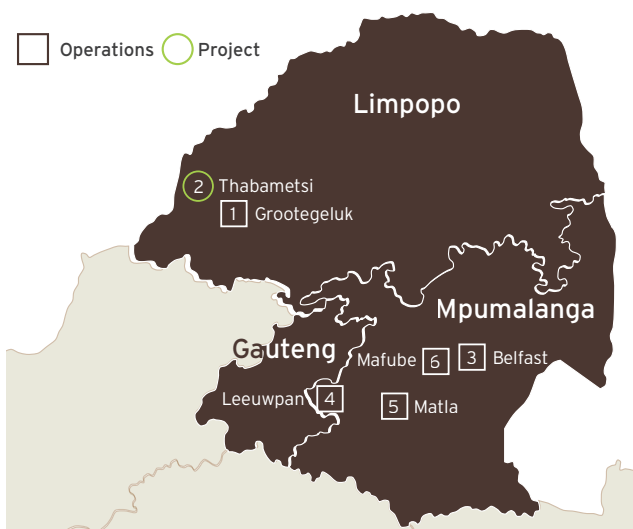 Operations Project
Limpopo
2 Thabametsi
1 Grootegeluk
Mpumalanga
Gauteng
Mafube 6 3 Belfast
Leeuwpan 4
5 Matla